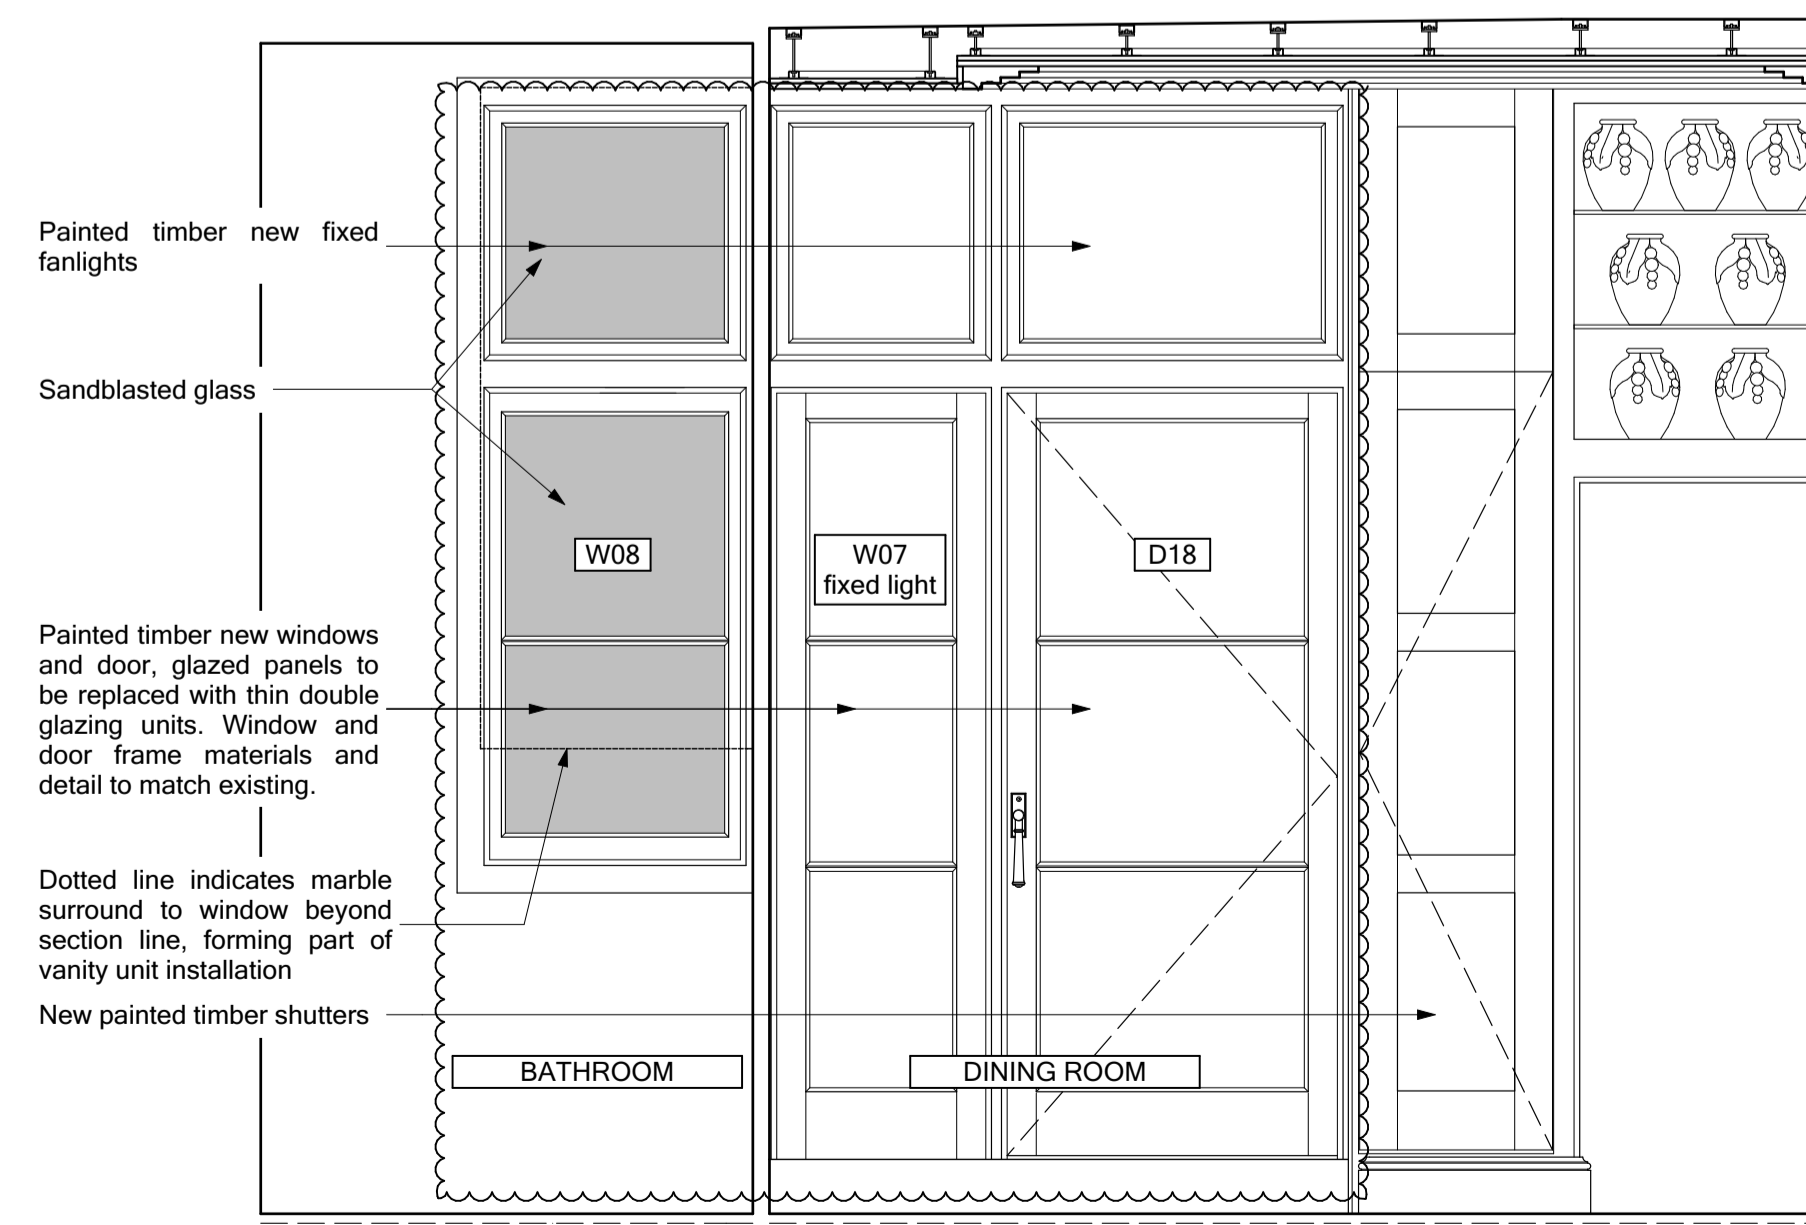 Painted timber new fixed
fanlights
Sandblasted glass
W08
W07
fixed light
D18
Painted timber new windows
and door, glazed panels to
be replaced with thin double
glazing units. Window and
door frame materials and
detail to match existing.
Dotted line indicates marble
surround to window beyond
section line, forming part of
vanity unit installation
New painted timber shutters
BATHROOM
DINING ROOM